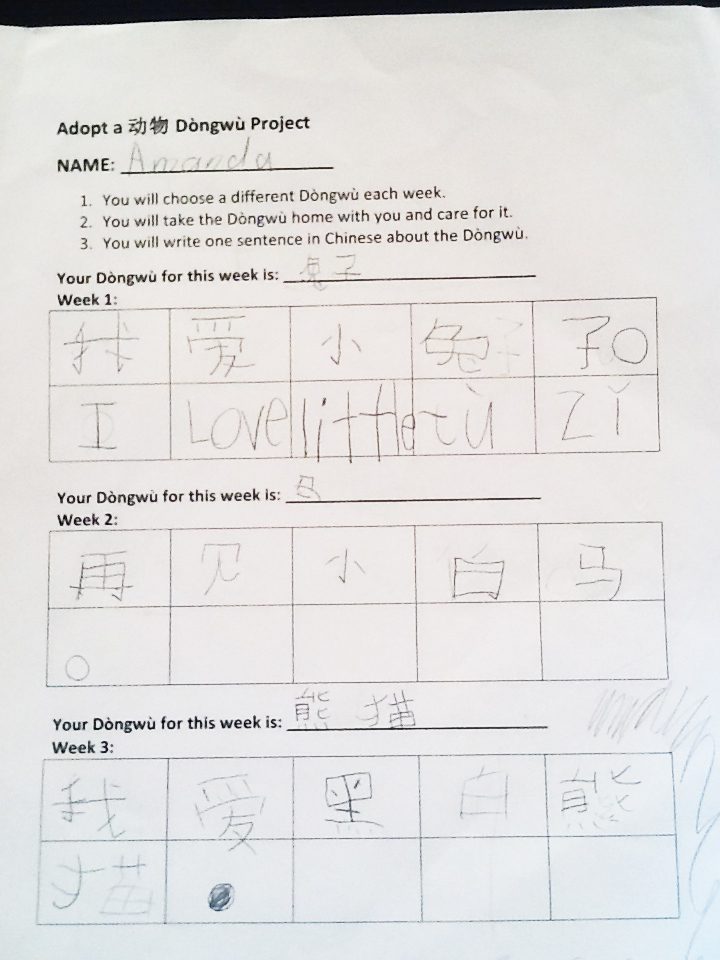 Adopt a 动物 Dòngwù Project
NAME: Amanda
1. You will choose a different Dòngwù each week.
2. You will take the Dòngwù home with you and care for it.
3. You will write one sentence in Chinese about the Dòngwù.
Your Dòngwù for this week is: 兔子
Week 1:
我 爱 小 兔 子。
I Love little tù zǐ
Your Dòngwù for this week is: 马
Week 2:
再 见 小 白 马
。
Your Dòngwù for this week is: 熊 猫
Week 3:
我 爱 黑 白 熊
猫 。